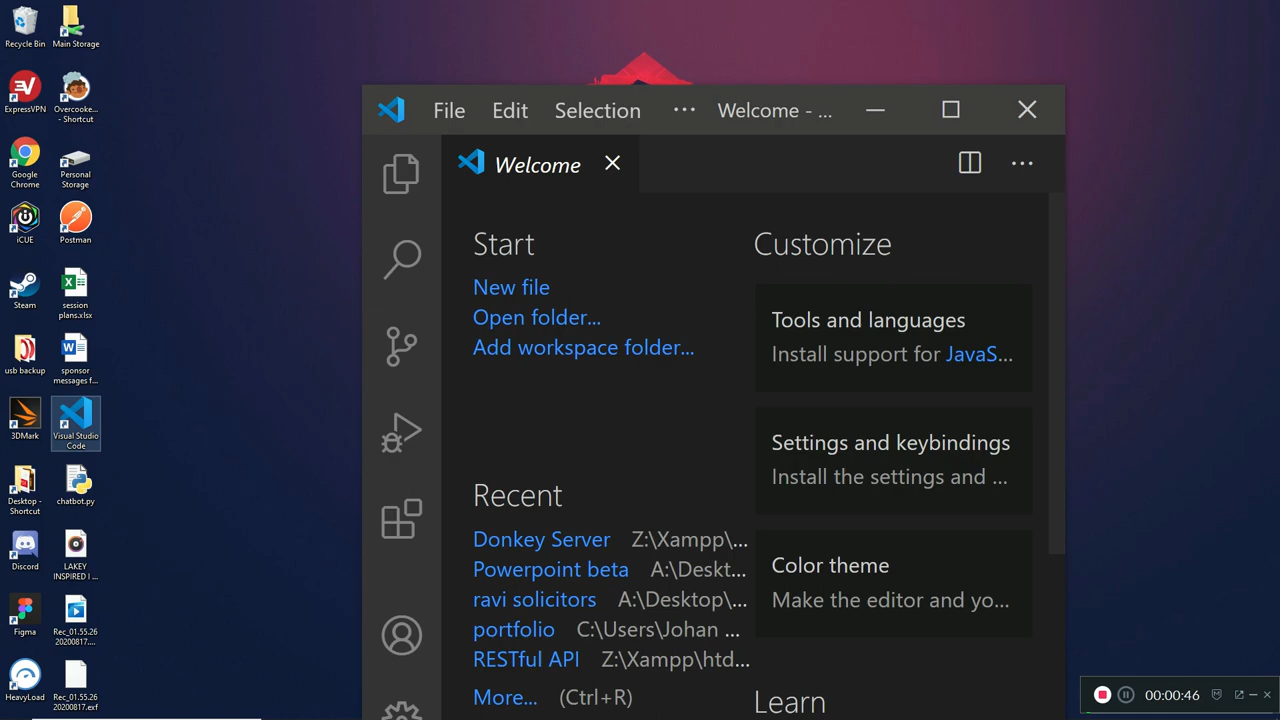 Recycle Bin
Main Storage
ExpressVPN
Overcooke...
- Shortcut
Google
Chrome
Personal
Storage
iCUE
Postman
Steam
session
plans.xlsx
usb backup
sponsor
messages f...
3DMark
Visual Studio
Code
Desktop -
Shortcut
chatbot.py
Discord
LAKEY
INSPIRED I ...
Figma
Rec_01.55.26
20200817....
HeavyLoad
Rec_01.55.26
20200817.exf
File Edit Selection ··· Welcome - ...
Welcome
Start
New file
Open folder...
Add workspace folder...
Recent
Donkey Server Z:\Xampp\...
Powerpoint beta A:\Deskt...
ravi solicitors A:\Desktop\...
portfolio C:\Users\Johan ...
RESTful API Z:\Xampp\htd...
More... (Ctrl+R)
Customize
Tools and languages
Install support for JavaS...
Settings and keybindings
Install the settings and ...
Color theme
Make the editor and yo...
Learn
00:00:46